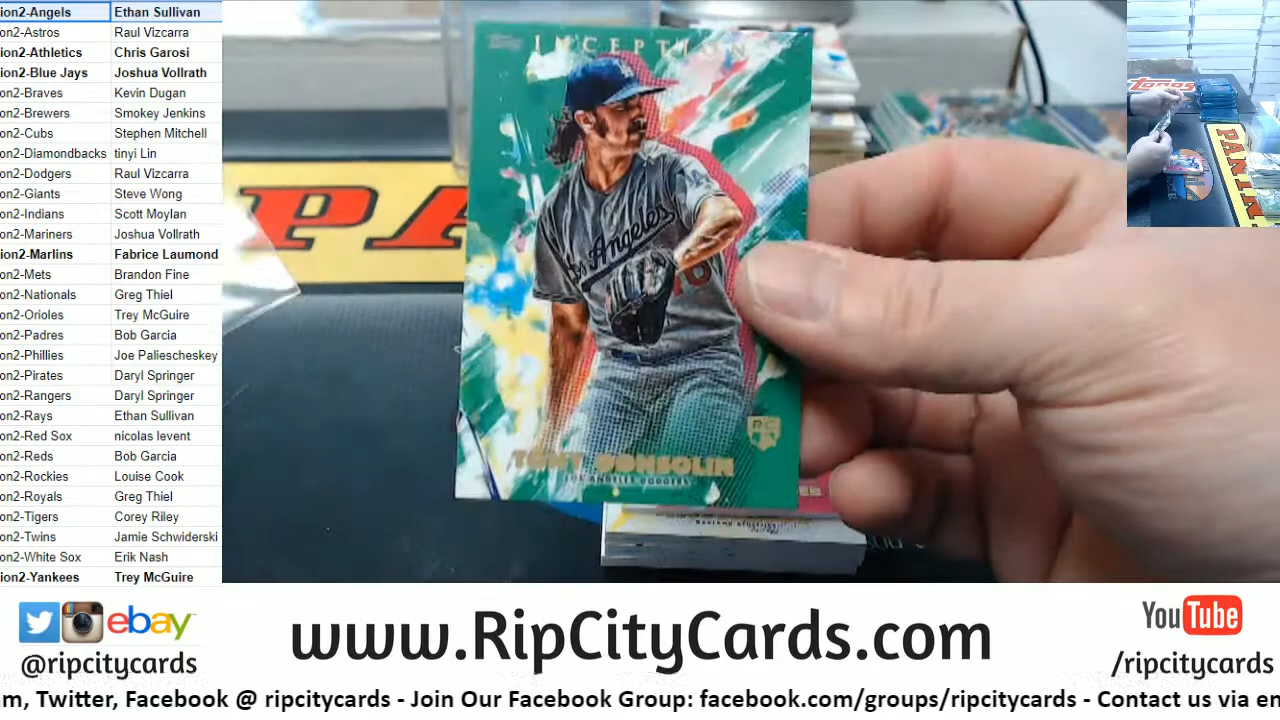 ion2-Angels Ethan Sullivan
on2-Astros Raul Vizcarra
ion2-Athletics Chris Garosi
ion2-Blue Jays Joshua Vollrath
on2-Braves Kevin Dugan
on2-Brewers Smokey Jenkins
on2-Cubs Stephen Mitchell
on2-Diamondbacks tinyi Lin
on2-Dodgers Raul Vizcarra
on2-Giants Steve Wong
on2-Indians Scott Moylan
on2-Mariners Joshua Vollrath
ion2-Marlins Fabrice Laumond
on2-Mets Brandon Fine
on2-Nationals Greg Thiel
on2-Orioles Trey McGuire
on2-Padres Bob Garcia
on2-Phillies Joe Paliescheskey
on2-Pirates Daryl Springer
on2-Rangers Daryl Springer
on2-Rays Ethan Sullivan
on2-Red Sox nicolas levent
on2-Reds Bob Garcia
on2-Rockies Louise Cook
on2-Royals Greg Thiel
on2-Tigers Corey Riley
on2-Twins Jamie Schwiderski
on2-White Sox Erik Nash
ion2-Yankees Trey McGuire
INCEPTION
LA
Los Angeles
TONY GONSOLIN
LOS ANGELES DODGERS
RC
PA
Topps
PANINI
ebay
@ripcitycards
www.RipCityCards.com
YouTube
/ripcitycards
am, Twitter, Facebook @ ripcitycards - Join Our Facebook Group: facebook.com/groups/ripcitycards - Contact us via em